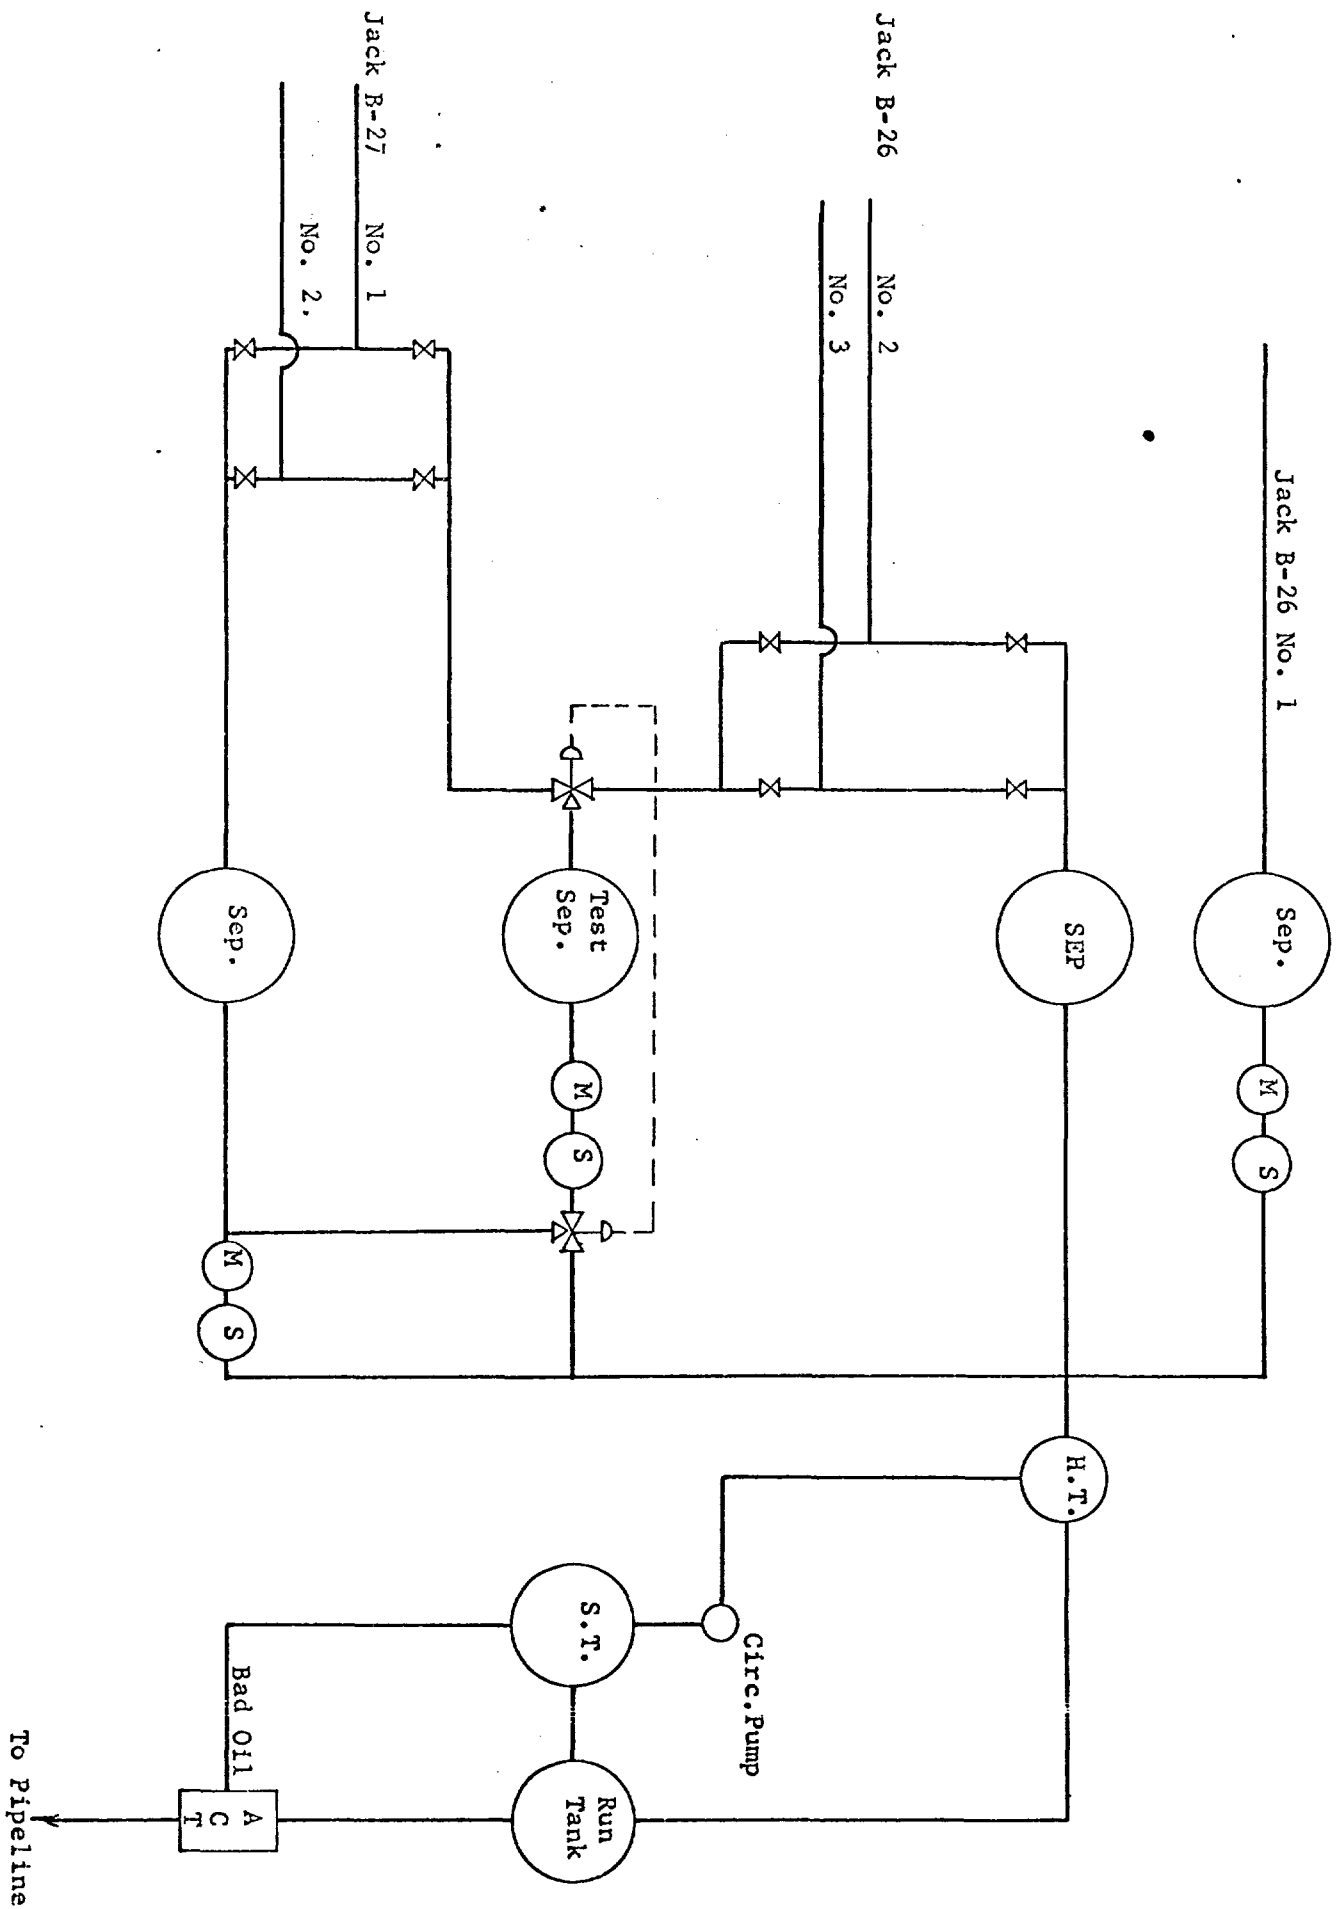 Jack B-26 No. 1
Sep.
M
S
Jack B-26
No. 2
No. 3
SEP
H.T.
Jack B-27
No. 1
No. 2.
Test
Sep.
M
S
Circ.Pump
S.T.
Run
Tank
Sep.
M
S
Bad Oil
A
C
T
To Pipeline